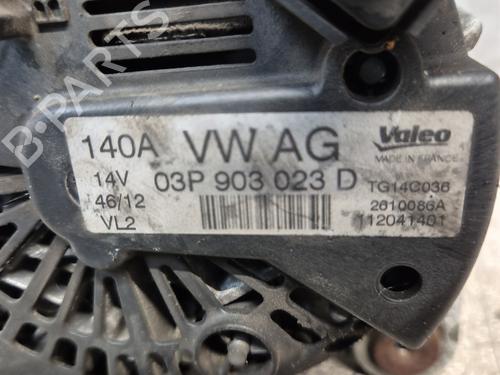 140A VW AG Valeo
MADE IN FRANCE
14V 03P 903 023 D TG14C036
46/12 2610086A
VL2 112041401
B-PARTS